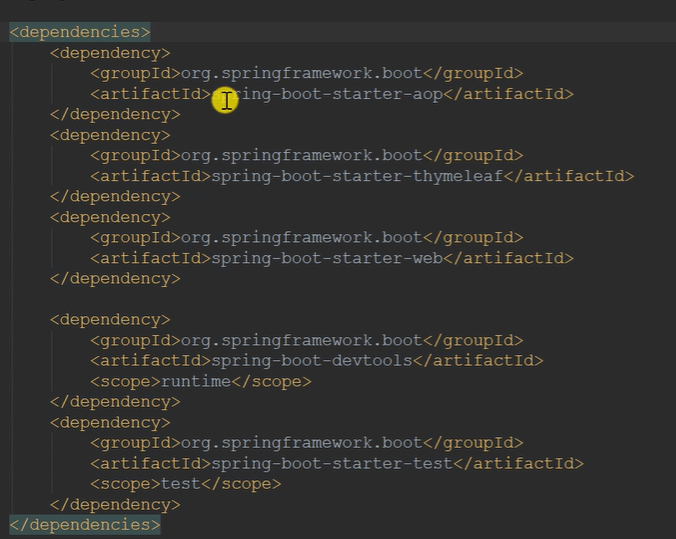 <dependencies>
<dependency>
<groupId>org.springframework.boot</groupId>
<artifactId>spring-boot-starter-aop</artifactId>
</dependency>
<dependency>
<groupId>org.springframework.boot</groupId>
<artifactId>spring-boot-starter-thymeleaf</artifactId>
</dependency>
<dependency>
<groupId>org.springframework.boot</groupId>
<artifactId>spring-boot-starter-web</artifactId>
</dependency>
<dependency>
<groupId>org.springframework.boot</groupId>
<artifactId>spring-boot-devtools</artifactId>
<scope>runtime</scope>
</dependency>
<dependency>
<groupId>org.springframework.boot</groupId>
<artifactId>spring-boot-starter-test</artifactId>
<scope>test</scope>
</dependency>
</dependencies>